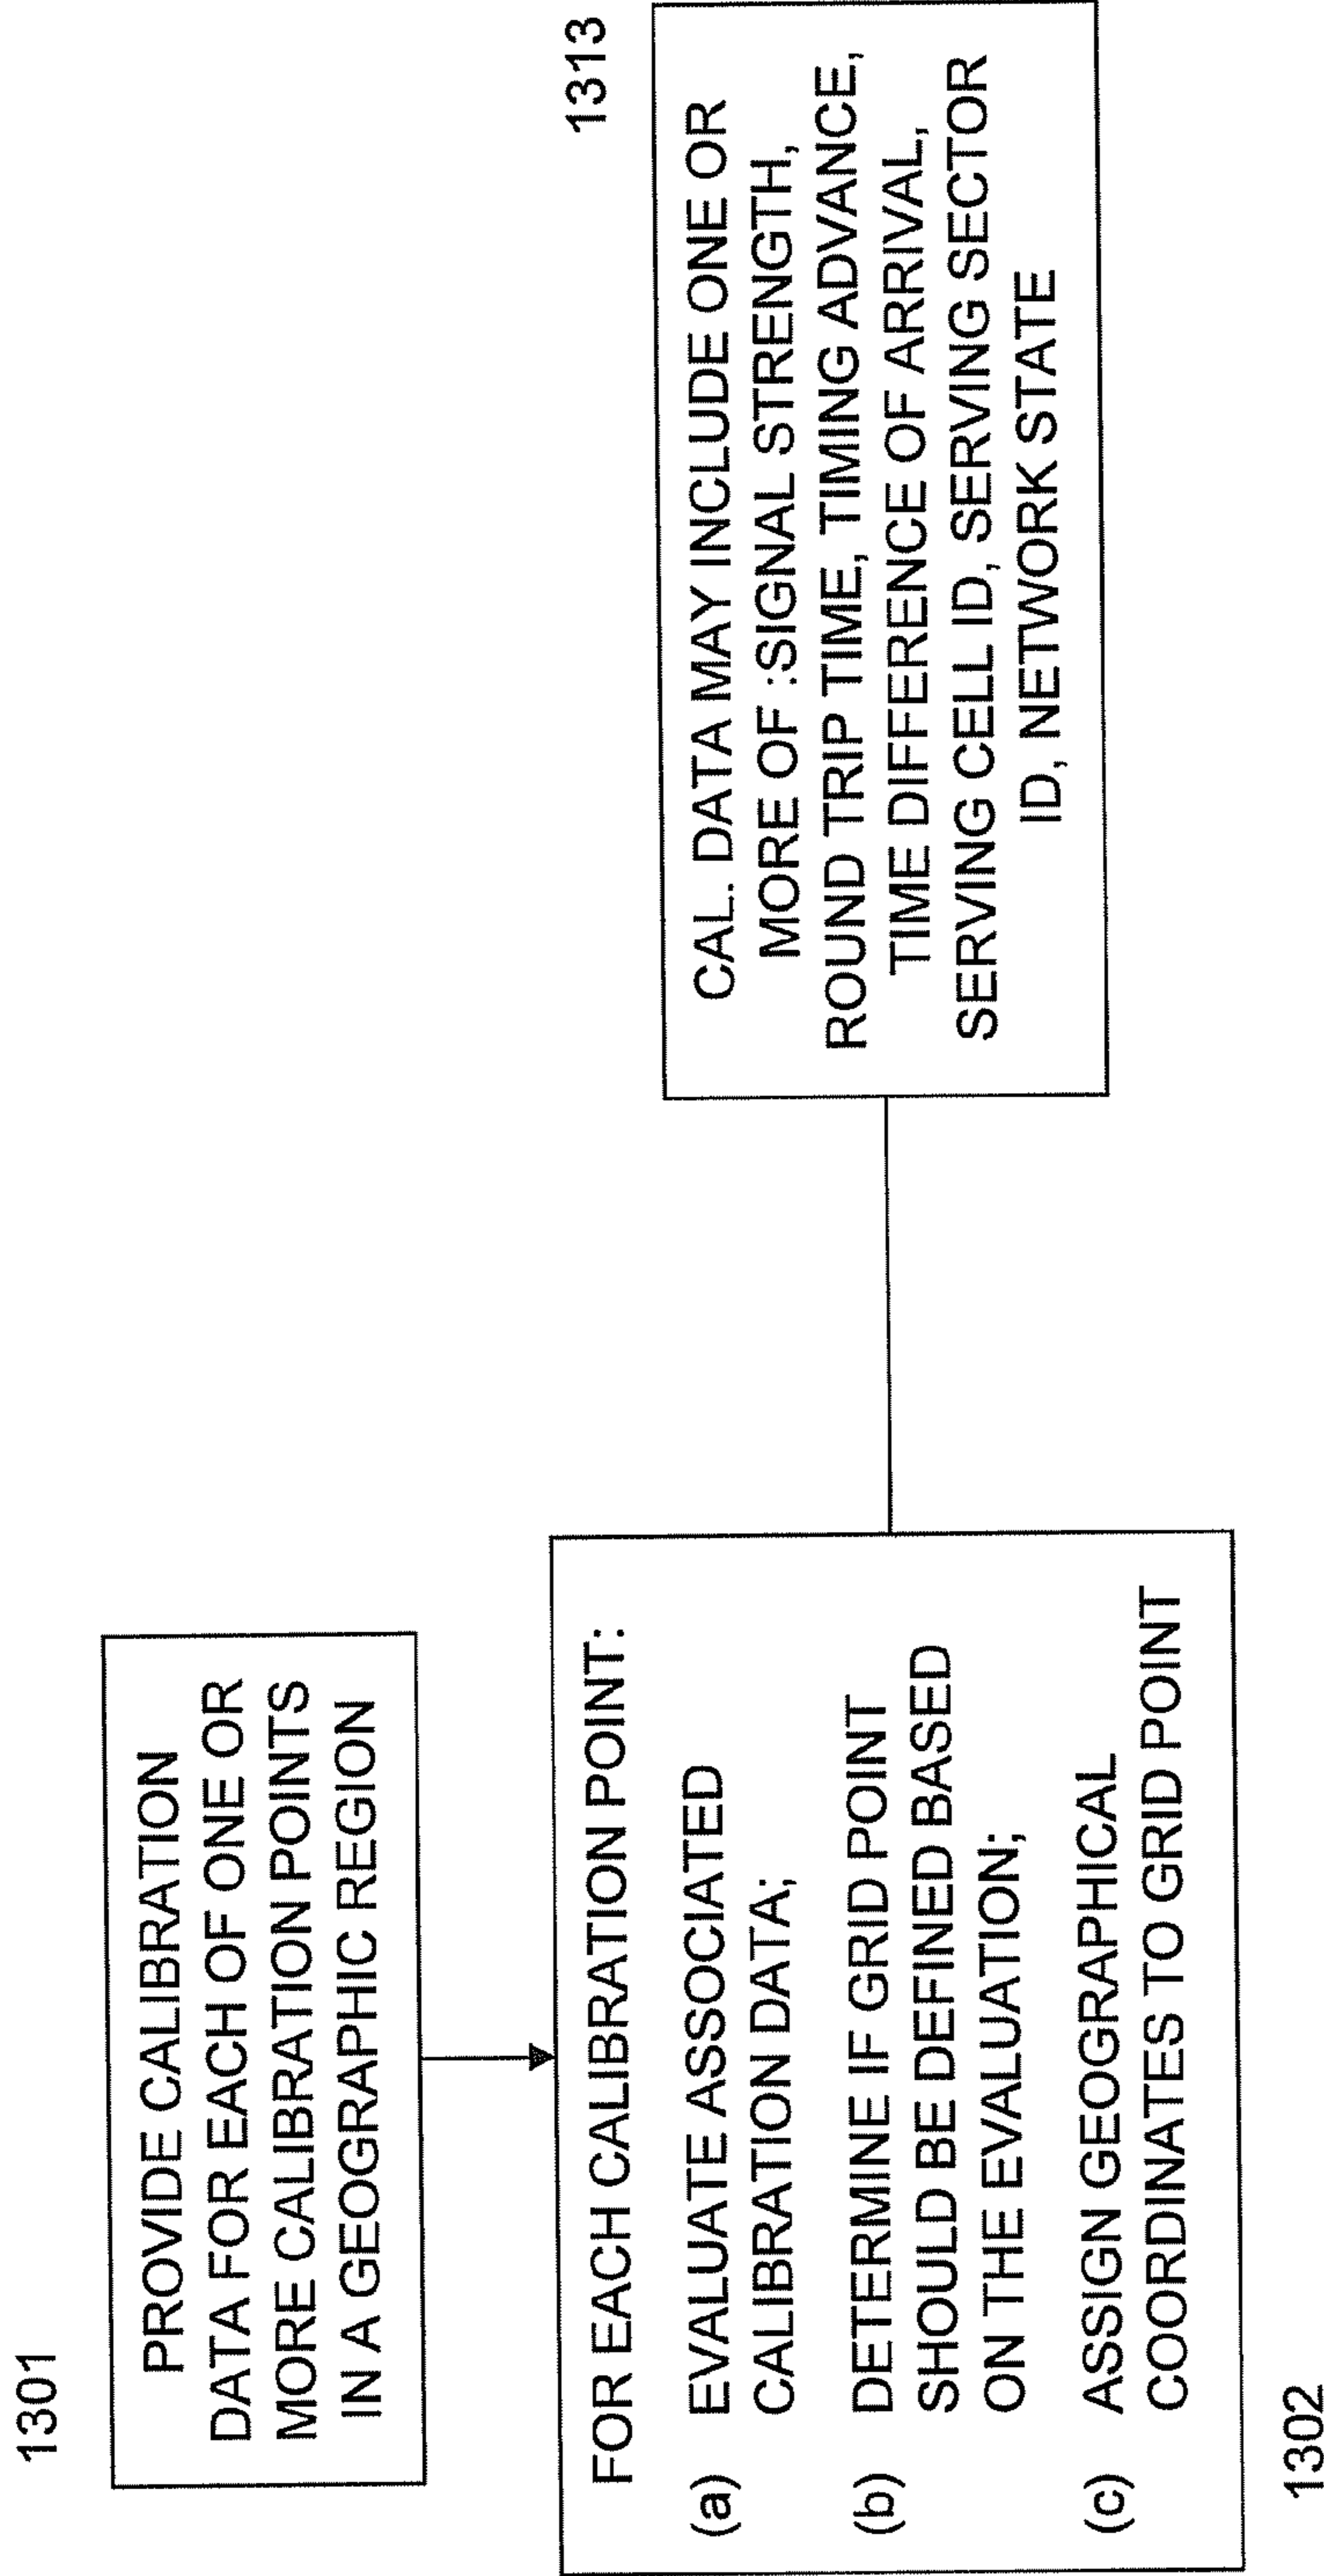 1301
PROVIDE CALIBRATION
DATA FOR EACH OF ONE OR
MORE CALIBRATION POINTS
IN A GEOGRAPHIC REGION
FOR EACH CALIBRATION POINT:
(a) EVALUATE ASSOCIATED
CALIBRATION DATA;
(b) DETERMINE IF GRID POINT
SHOULD BE DEFINED BASED
ON THE EVALUATION;
(c) ASSIGN GEOGRAPHICAL
COORDINATES TO GRID POINT
1302
1313
CAL. DATA MAY INCLUDE ONE OR
MORE OF :SIGNAL STRENGTH,
ROUND TRIP TIME, TIMING ADVANCE,
TIME DIFFERENCE OF ARRIVAL,
SERVING CELL ID, SERVING SECTOR
ID, NETWORK STATE